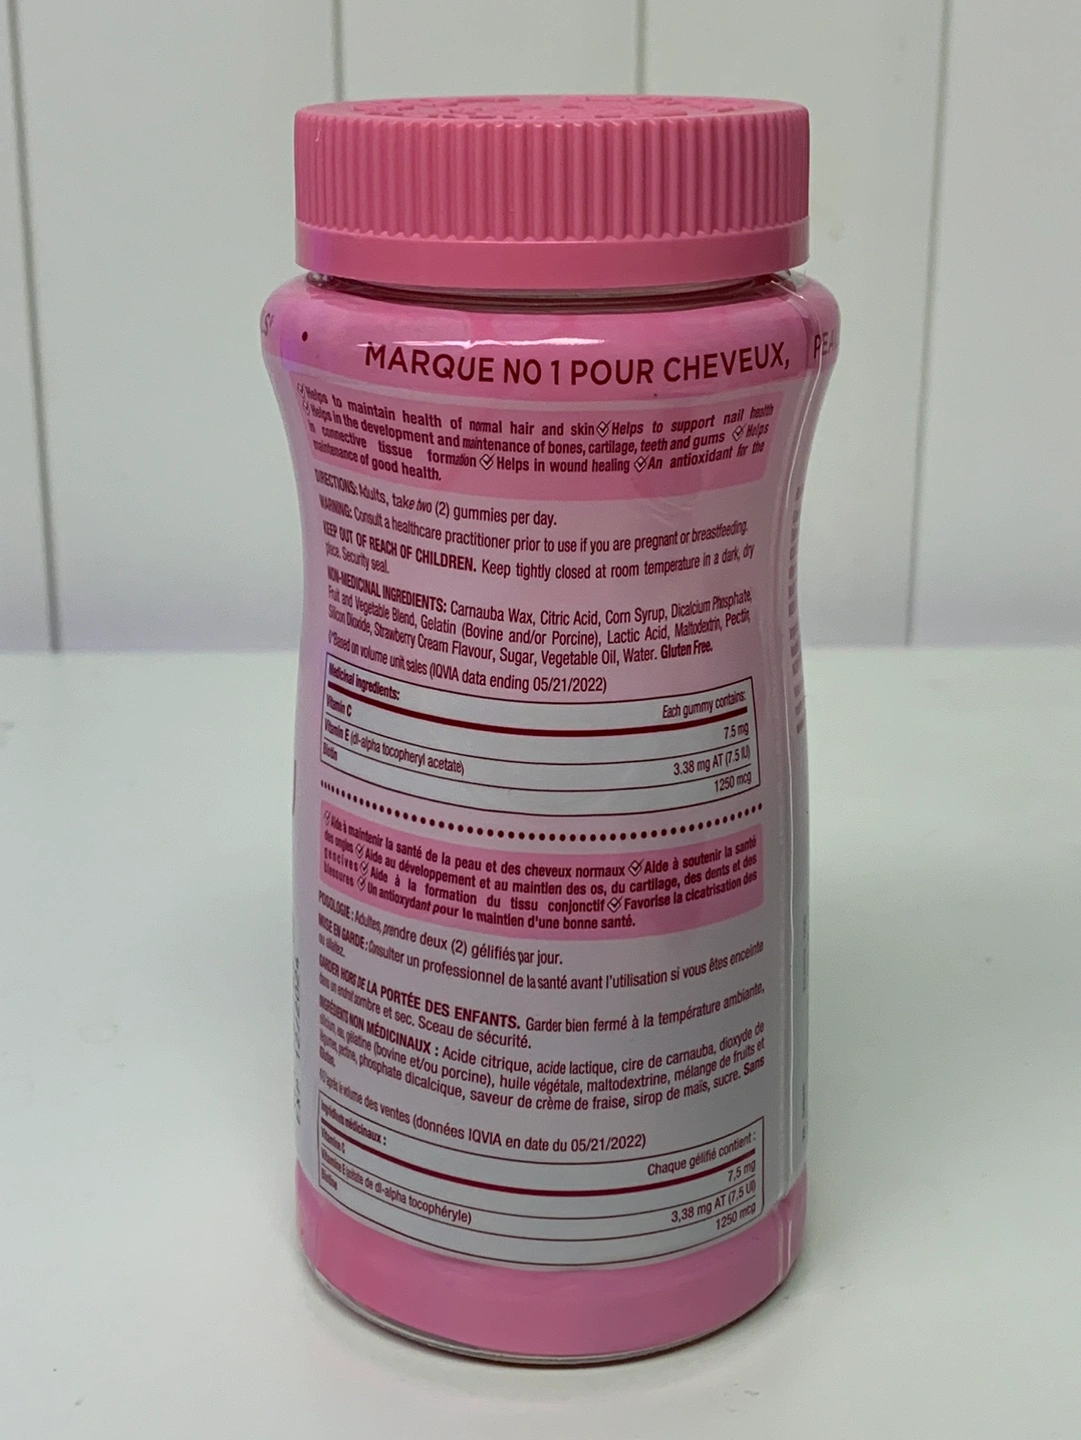 MARQUE NO 1 POUR CHEVEUX,
Helps to maintain health of normal hair and skin Helps to support nail health
Helps in the development and maintenance of bones, cartilage, teeth and gums Helps
in connective tissue formation Helps in wound healing An antioxidant for the
maintenance of good health.
DIRECTIONS: Adults, take two (2) gummies per day.
WARNING: Consult a healthcare practitioner prior to use if you are pregnant or breastfeeding.
KEEP OUT OF REACH OF CHILDREN. Keep tightly closed at room temperature in a dark, dry
place. Security seal.
NON-MEDICINAL INGREDIENTS: Carnauba Wax, Citric Acid, Corn Syrup, Dicalcium Phosphate,
Fruit and Vegetable Blend, Gelatin (Bovine and/or Porcine), Lactic Acid, Maltodextrin, Pectin,
Silicon Dioxide, Strawberry Cream Flavour, Sugar, Vegetable Oil, Water. Gluten Free.
(*Based on volume unit sales (IQVIA data ending 05/21/2022)
Medicinal ingredients: Each gummy contains:
Vitamin C 7.5 mg
Vitamin E (dl-alpha tocopheryl acetate) 3.38 mg AT (7.5 IU)
Biotin 1250 mcg
Aide à maintenir la santé de la peau et des cheveux normaux Aide à soutenir la santé
des ongles Aide au développement et au maintien des os, du cartilage, des dents et des
gencives Aide à la formation du tissu conjonctif Favorise la cicatrisation des
blessures Un antioxydant pour le maintien d'une bonne santé.
POSOLOGIE : Adultes, prendre deux (2) gélifiés par jour.
MISE EN GARDE : Consulter un professionnel de la santé avant l'utilisation si vous êtes enceinte
ou allaitez.
GARDER HORS DE LA PORTÉE DES ENFANTS. Garder bien fermé à la température ambiante,
dans un endroit sombre et sec. Sceau de sécurité.
INGRÉDIENTS NON MÉDICINAUX : Acide citrique, acide lactique, cire de carnauba, dioxyde de
silicium, eau, gélatine (bovine et/ou porcine), huile végétale, maltodextrine, mélange de fruits et
légumes, pectine, phosphate dicalcique, saveur de crème de fraise, sirop de maïs, sucre. Sans
gluten.
volume des ventes (données IQVIA en date du 05/21/2022)
Ingrédients médicinaux : Chaque gélifié contient :
Vitamine C 7,5 mg
Vitamine E (acétate de dl-alpha tocophéryle) 3,38 mg AT (7,5 UI)
Biotine 1250 mcg